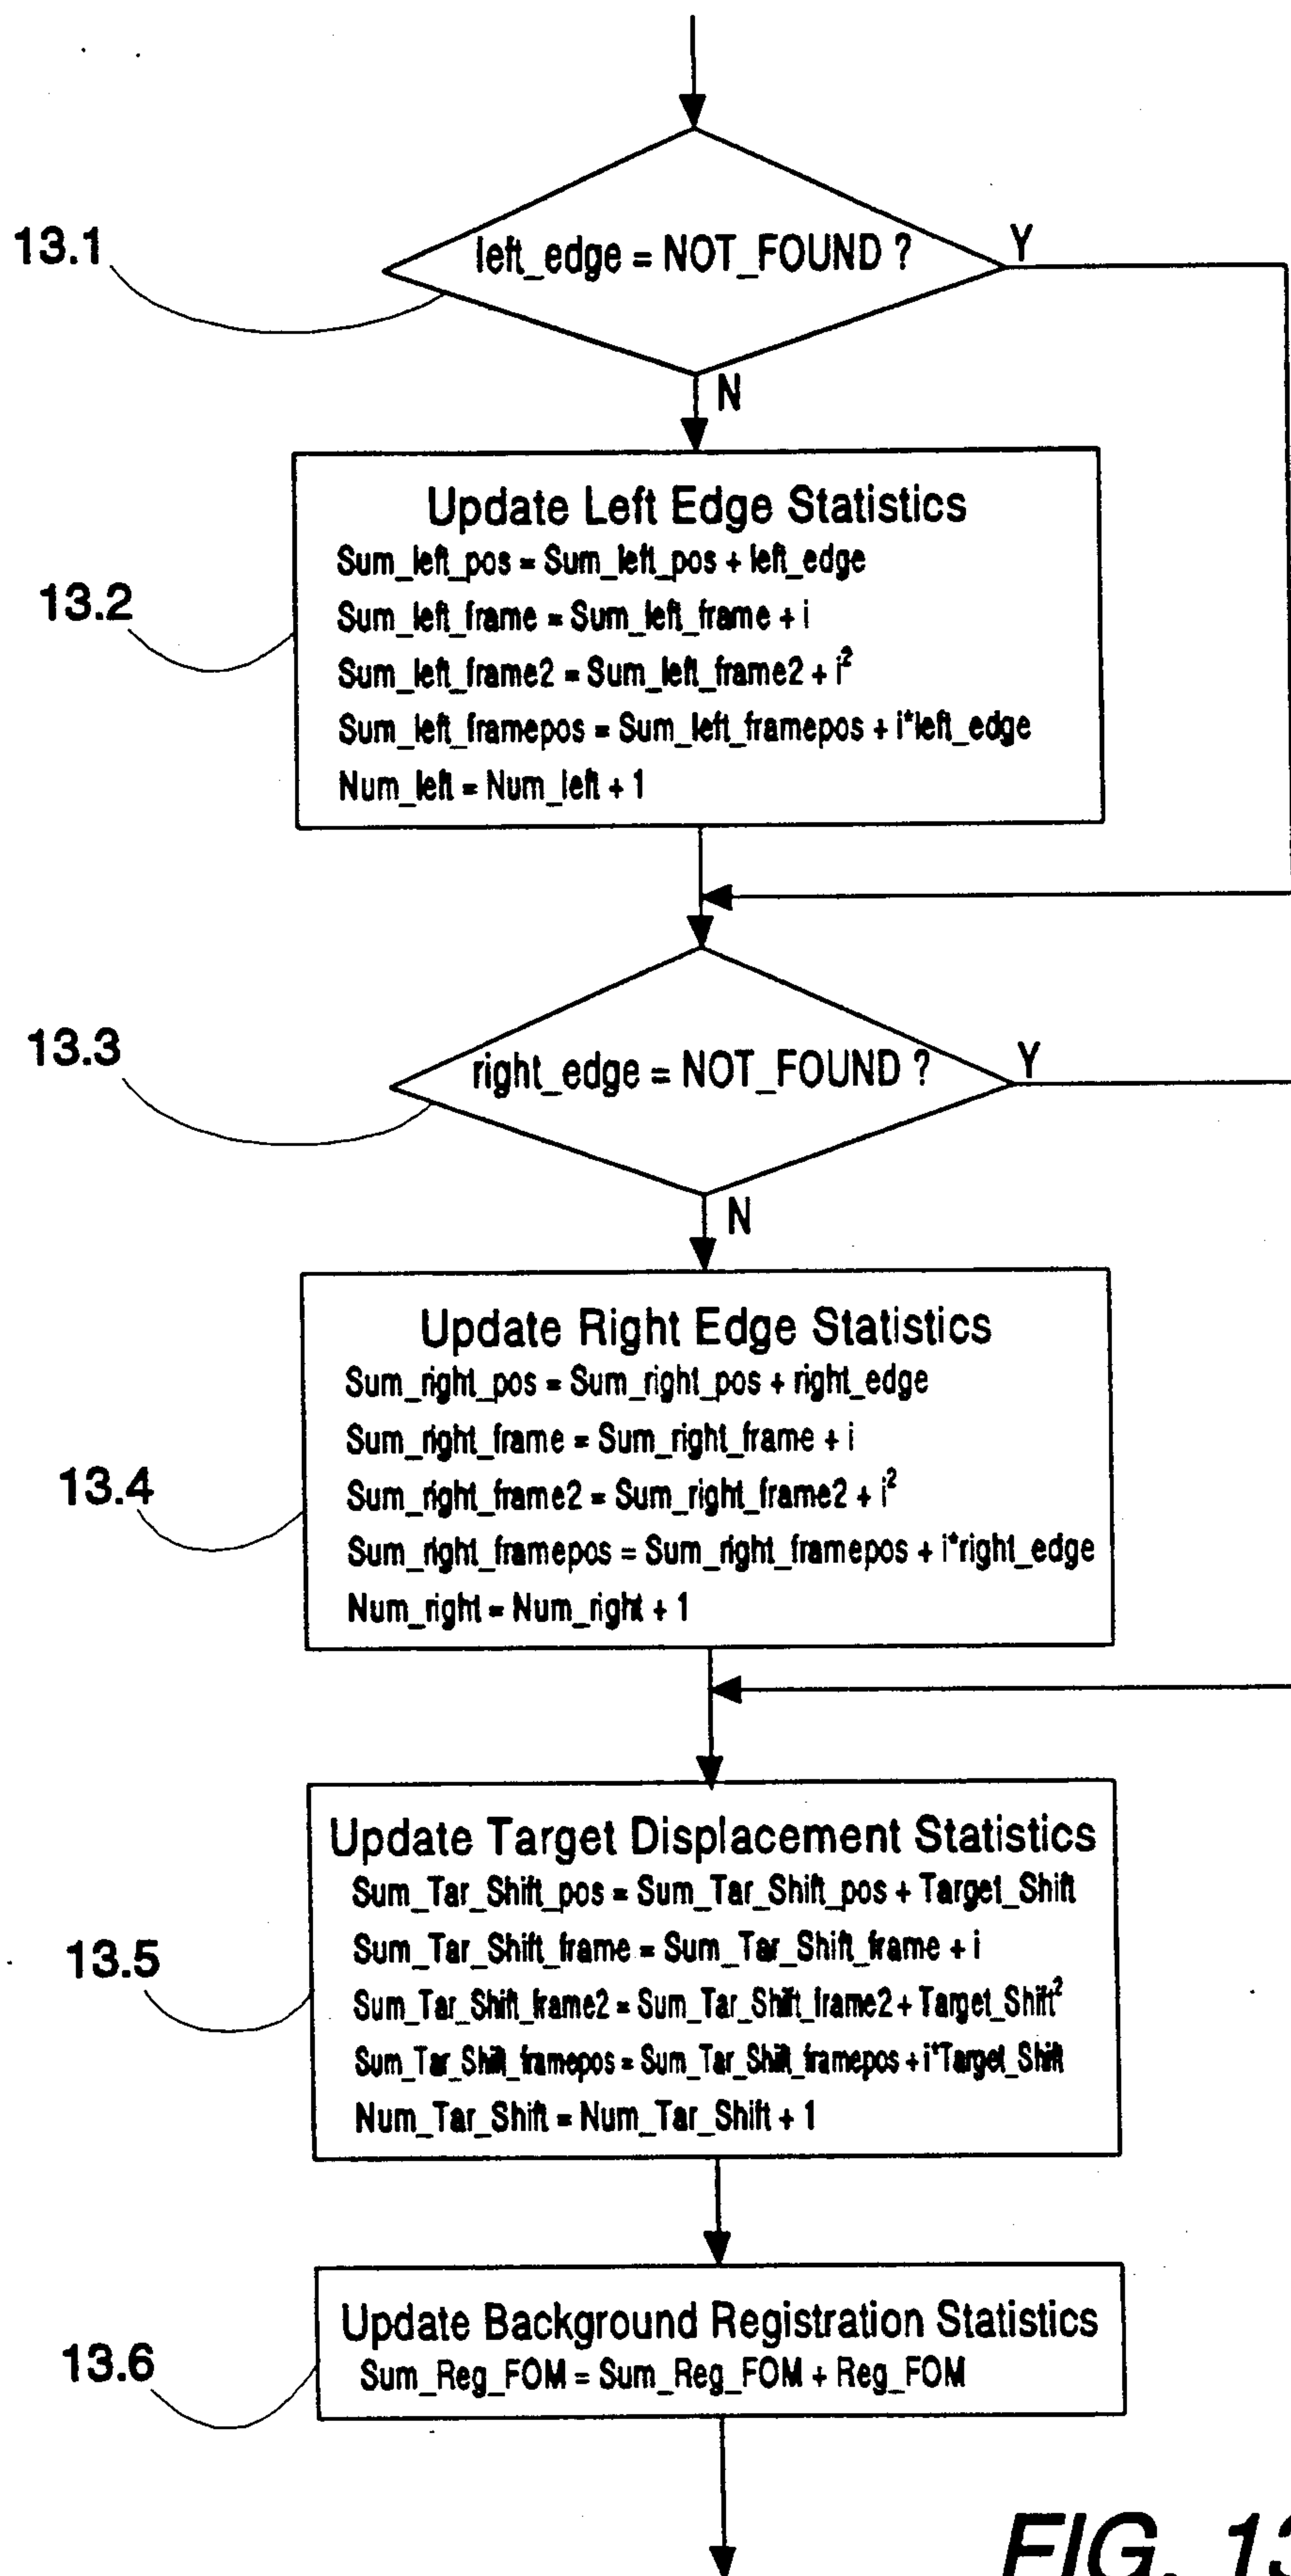 13.1
left_edge = NOT_FOUND ?
Y
N
13.2
Update Left Edge Statistics
Sum_left_pos = Sum_left_pos + left_edge
Sum_left_frame = Sum_left_frame + i
Sum_left_frame2 = Sum_left_frame2 + i²
Sum_left_framepos = Sum_left_framepos + i*left_edge
Num_left = Num_left + 1
13.3
right_edge = NOT_FOUND ?
Y
N
13.4
Update Right Edge Statistics
Sum_right_pos = Sum_right_pos + right_edge
Sum_right_frame = Sum_right_frame + i
Sum_right_frame2 = Sum_right_frame2 + i²
Sum_right_framepos = Sum_right_framepos + i*right_edge
Num_right = Num_right + 1
13.5
Update Target Displacement Statistics
Sum_Tar_Shift_pos = Sum_Tar_Shift_pos + Target_Shift
Sum_Tar_Shift_frame = Sum_Tar_Shift_frame + i
Sum_Tar_Shift_frame2 = Sum_Tar_Shift_frame2 + Target_Shift²
Sum_Tar_Shift_framepos = Sum_Tar_Shift_framepos + i*Target_Shift
Num_Tar_Shift = Num_Tar_Shift + 1
13.6
Update Background Registration Statistics
Sum_Reg_FOM = Sum_Reg_FOM + Reg_FOM
FIG. 13